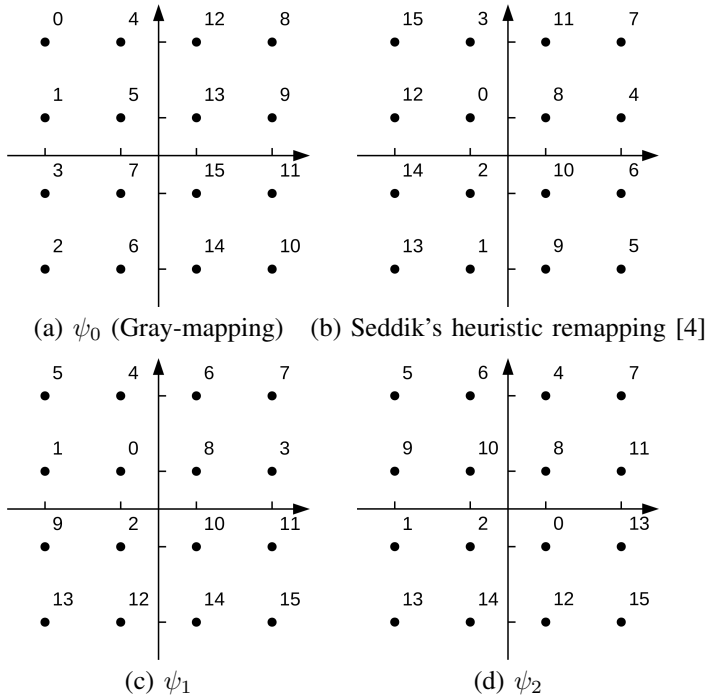 0 4 12 8 15 3 11 7
1 5 13 9 12 0 8 4
3 7 15 11 14 2 10 6
2 6 14 10 13 1 9 5
(a) ψ₀ (Gray-mapping) (b) Seddik's heuristic remapping [4]
5 4 6 7 5 6 4 7
1 0 8 3 9 10 8 11
9 2 10 11 1 2 0 13
13 12 14 15 13 14 12 15
(c) ψ₁ (d) ψ₂